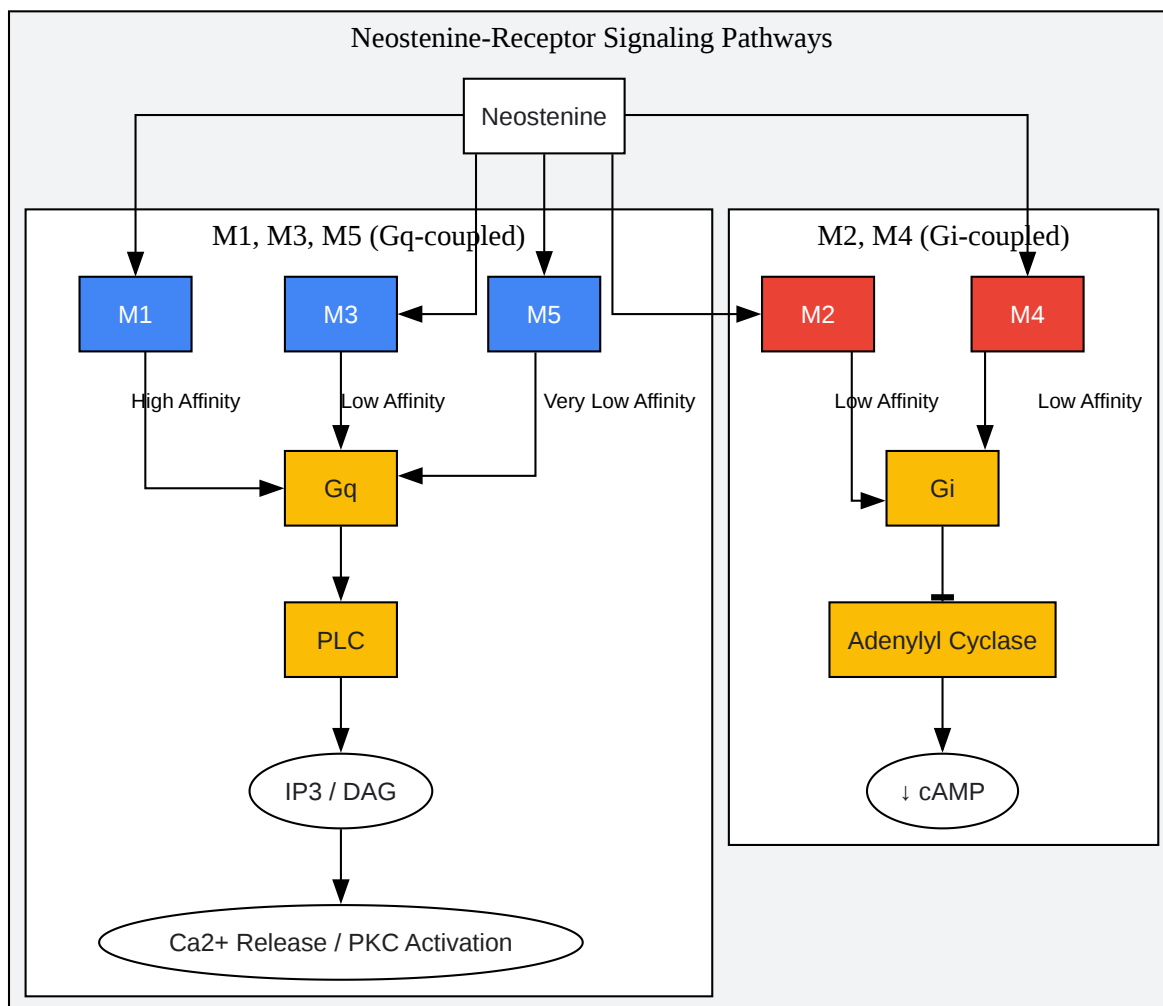 Neostenine-Receptor Signaling Pathways
Neostenine
M1, M3, M5 (Gq-coupled)
M2, M4 (Gi-coupled)
M1
M3
M5
M2
M4
High Affinity
Low Affinity
Very Low Affinity
Low Affinity
Low Affinity
Gq
Gi
PLC
Adenylyl Cyclase
IP3 / DAG
↓ cAMP
Ca2+ Release / PKC Activation